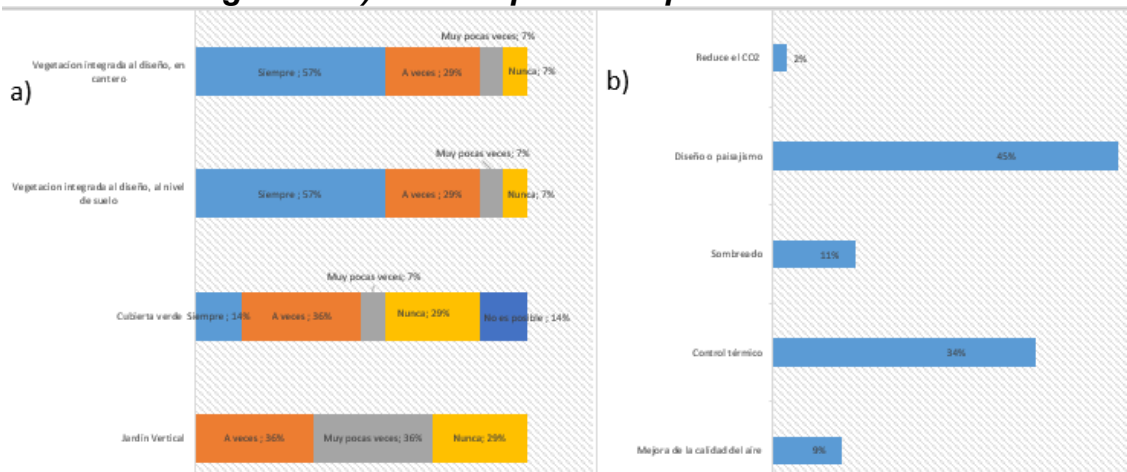 Muy pocas veces; 7%
Vegetacion integrada al diseño, en
cantero
Siempre ; 57%
A veces ; 29%
Nunca; 7%
a)
Muy pocas veces; 7%
Vegetacion integrada al diseño, al nivel
de suelo
Siempre ; 57%
A veces ; 29%
Nunca; 7%
Muy pocas veces; 7%
Cubierta verde
Siempre ; 14%
A veces ; 36%
Nunca; 29%
No es posible ; 14%
Jardín Vertical
A veces ; 36%
Muy pocas veces; 36%
Nunca; 29%
b)
Reduce el CO2
2%
Diseño o paisajismo
45%
Sombreado
11%
Control térmico
34%
Mejora de la calidad del aire
9%